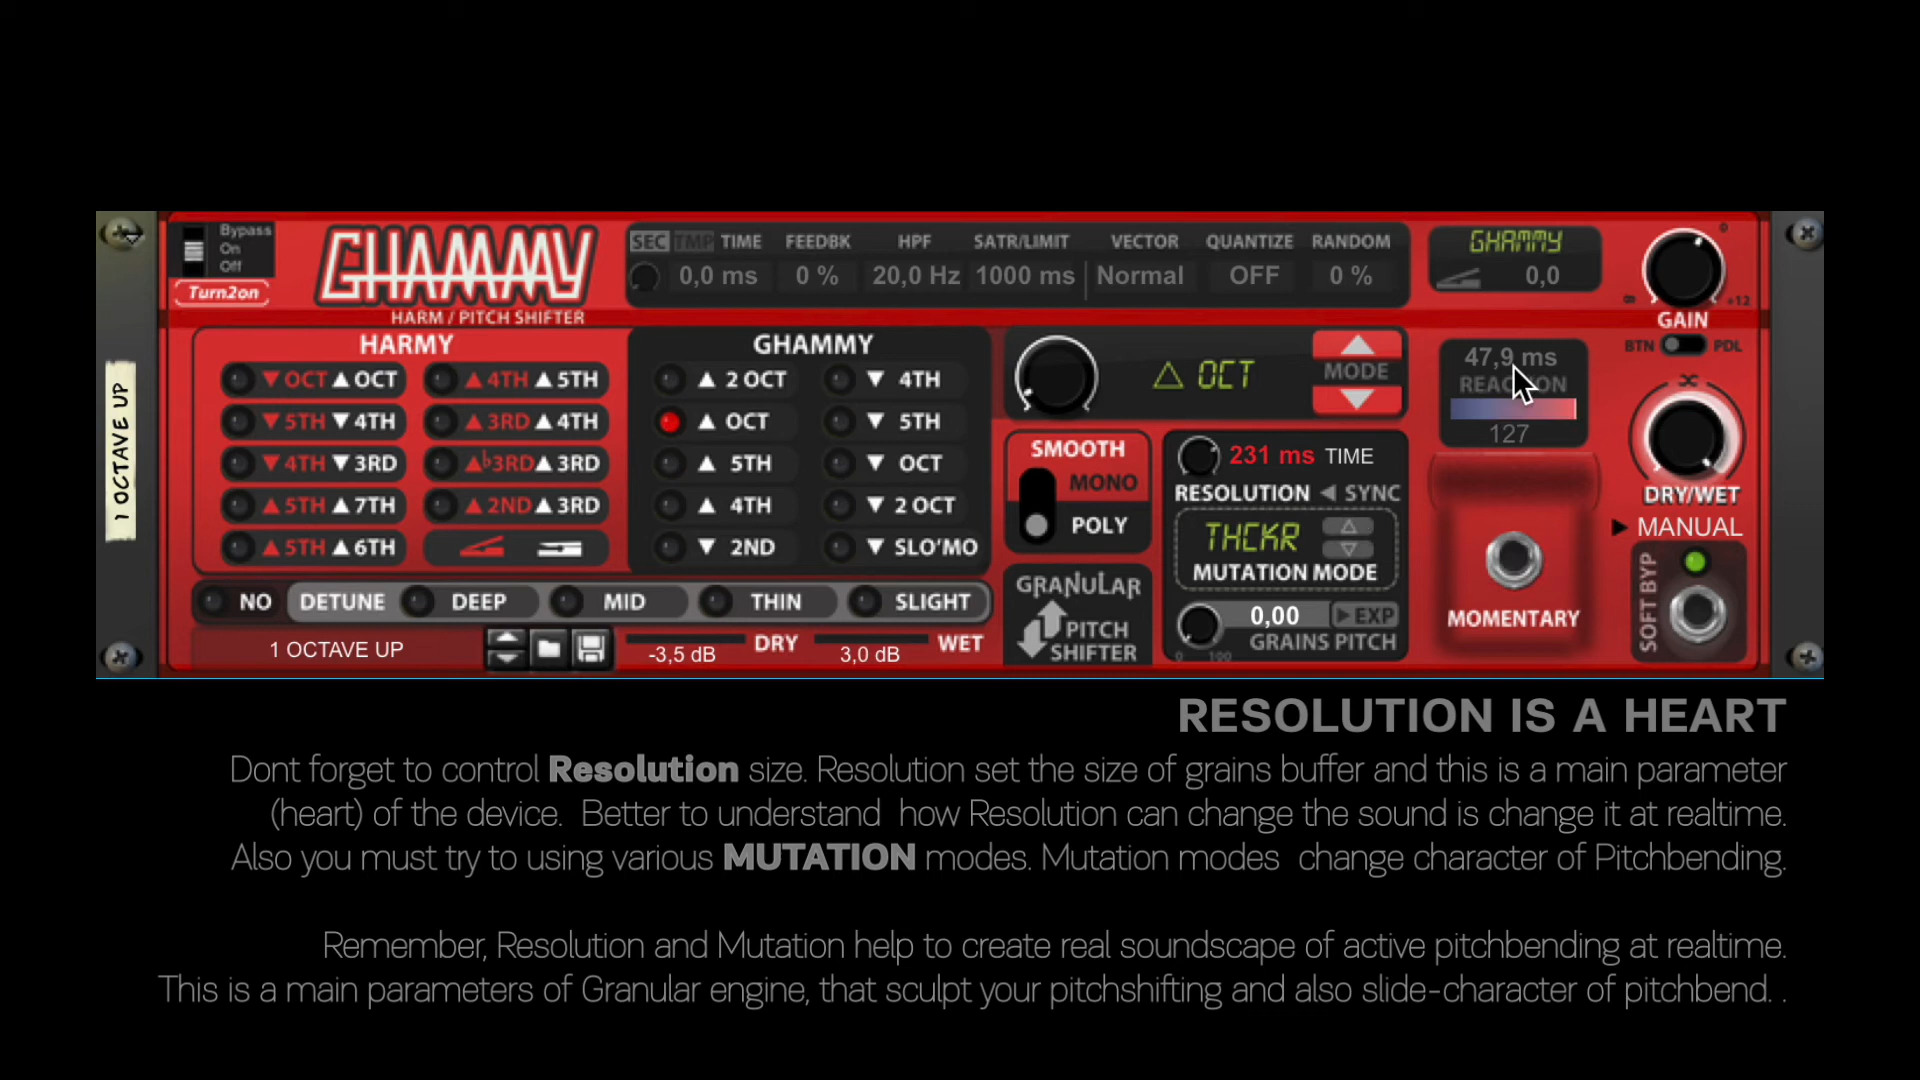 Bypass
On
Off
Turn2on
GHAMMY
HARM / PITCH SHIFTER
SEC TMP TIME FEEDBK HPF SATR/LIMIT VECTOR QUANTIZE RANDOM
0,0 ms 0 % 20,0 Hz 1000 ms Normal OFF 0 %
GHAMMY
0,0
0
∞ +12
GAIN
BTN PDL
1 OCTAVE UP
HARMY
▼OCT ▲OCT ▲4TH ▲5TH
▼5TH ▼4TH ▲3RD ▲4TH
▼4TH ▼3RD ▲♭3RD ▲3RD
▲5TH ▲7TH ▲2ND ▲3RD
▲5TH ▲6TH
GHAMMY
▲ 2 OCT ▼ 4TH
▲ OCT ▼ 5TH
▲ 5TH ▼ OCT
▲ 4TH ▼ 2 OCT
▼ 2ND ▼ SLO'MO
NO DETUNE DEEP MID THIN SLIGHT
1 OCTAVE UP
-3,5 dB DRY 3,0 dB WET
△ OCT
MODE
SMOOTH
MONO
POLY
GRANULAR
PITCH
SHIFTER
231 ms TIME
RESOLUTION ◀ SYNC
THCKR
MUTATION MODE
0,00 ▶EXP
GRAINS PITCH
0 100
47,9 ms
127
MOMENTARY
DRY/WET
▶ MANUAL
SOFT BYP
RESOLUTION IS A HEART
Dont forget to control Resolution size. Resolution set the size of grains buffer and this is a main parameter
(heart) of the device. Better to understand how Resolution can change the sound is change it at realtime.
Also you must try to using various MUTATION modes. Mutation modes change character of Pitchbending.
Remember, Resolution and Mutation help to create real soundscape of active pitchbending at realtime.
This is a main parameters of Granular engine, that sculpt your pitchshifting and also slide-character of pitchbend. .